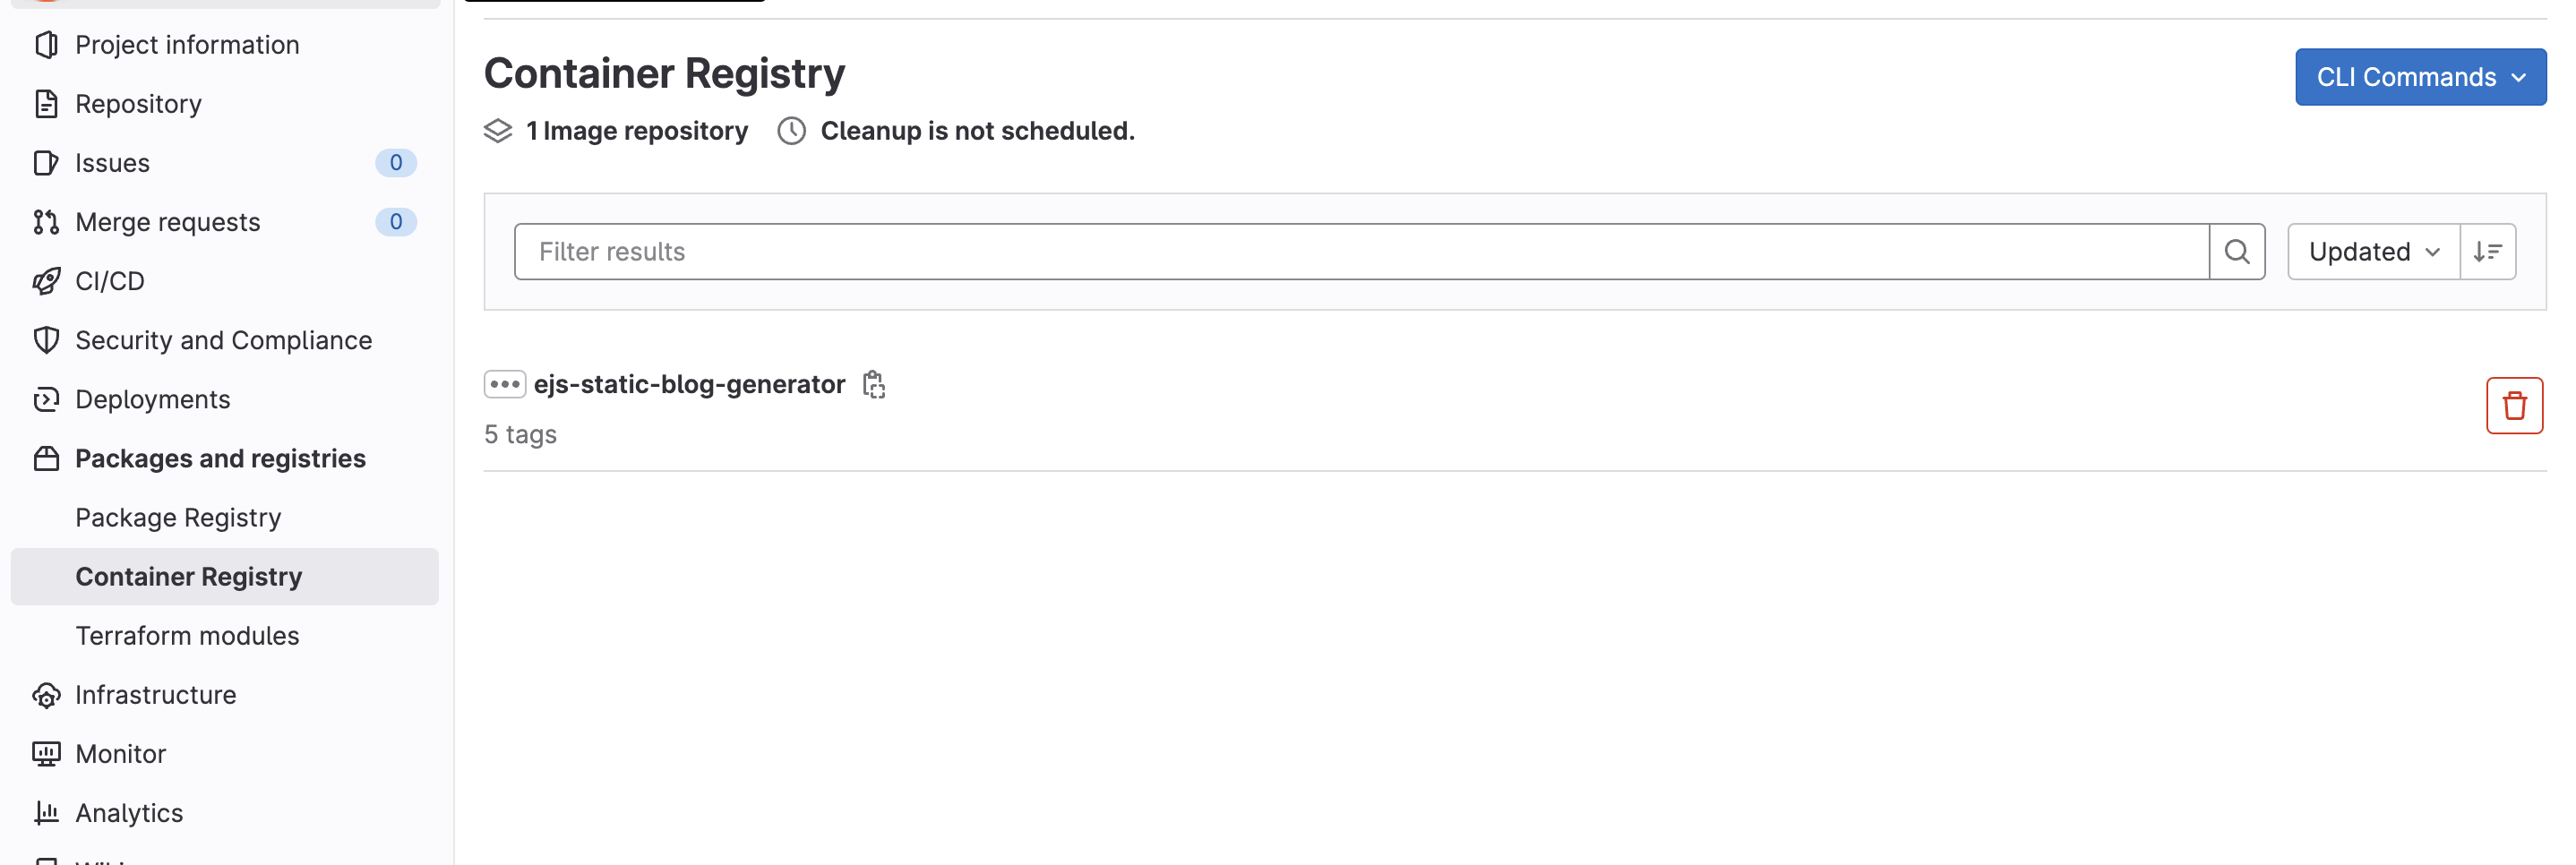 Project information
Repository
Issues 0
Merge requests 0
CI/CD
Security and Compliance
Deployments
Packages and registries
Package Registry
Container Registry
Terraform modules
Infrastructure
Monitor
Analytics
Container Registry
CLI Commands
1 Image repository Cleanup is not scheduled.
Filter results
Updated
ejs-static-blog-generator
5 tags